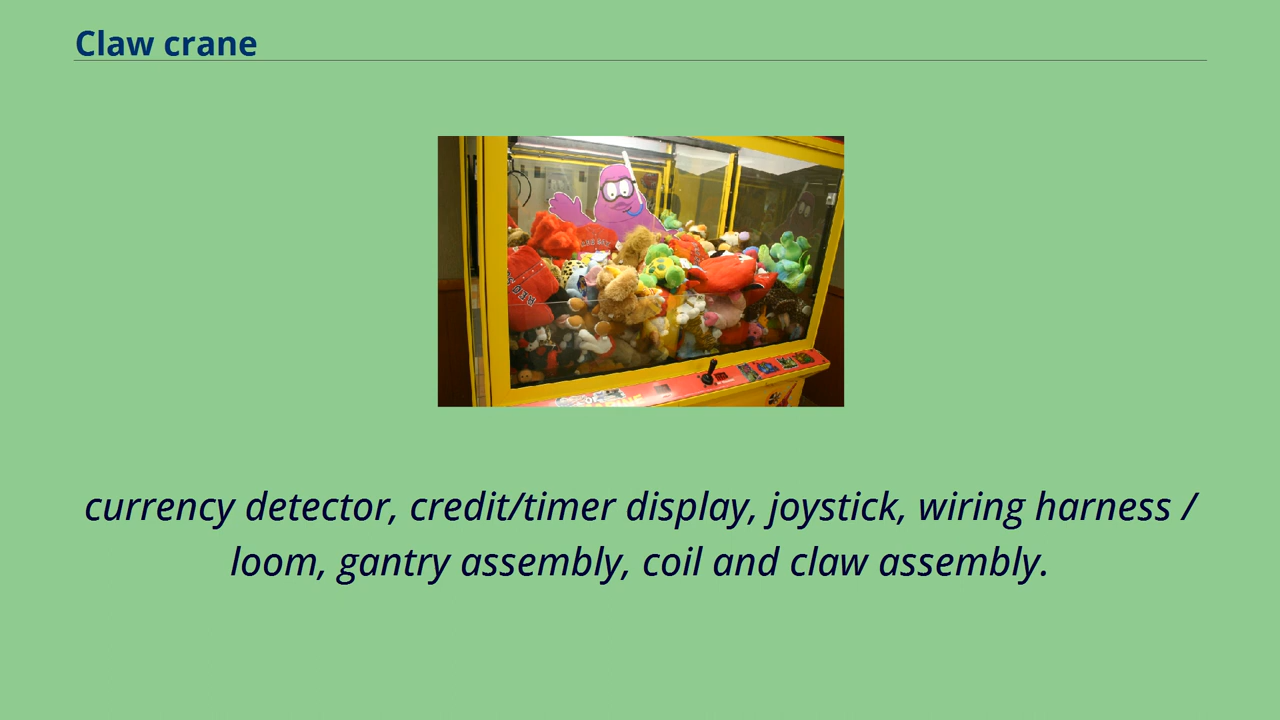 Claw crane
currency detector, credit/timer display, joystick, wiring harness /
loom, gantry assembly, coil and claw assembly.